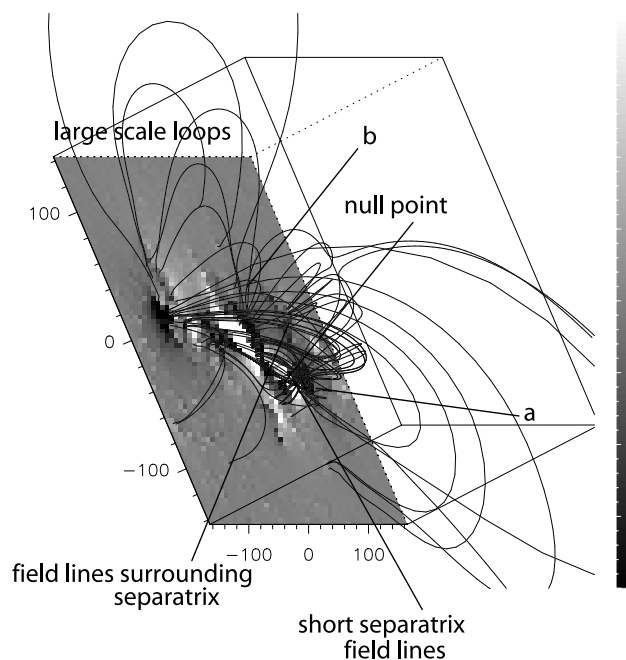 large scale loops
b
null point
100
0
−100
a
−100 0 100
field lines surrounding
separatrix
short separatrix
field lines